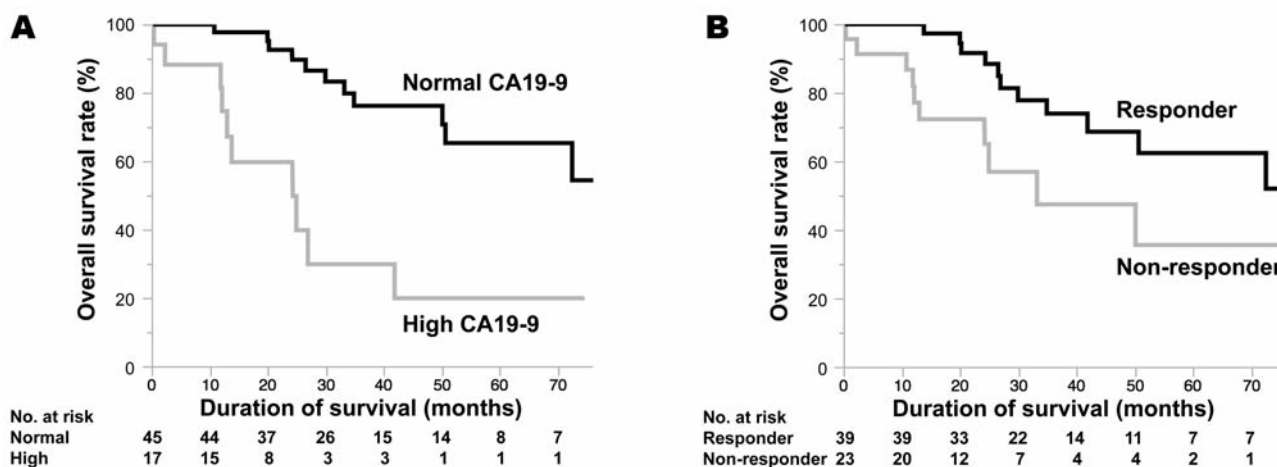 A
Overall survival rate (%)
100
80
60
40
20
0
Normal CA19-9
High CA19-9
0 10 20 30 40 50 60 70
Duration of survival (months)
No. at risk
Normal 45 44 37 26 15 14 8 7
High 17 15 8 3 3 1 1 1
B
Overall survival rate (%)
100
80
60
40
20
0
Responder
Non-responder
0 10 20 30 40 50 60 70
Duration of survival (months)
No. at risk
Responder 39 39 33 22 14 11 7 7
Non-responder 23 20 12 7 4 4 2 1